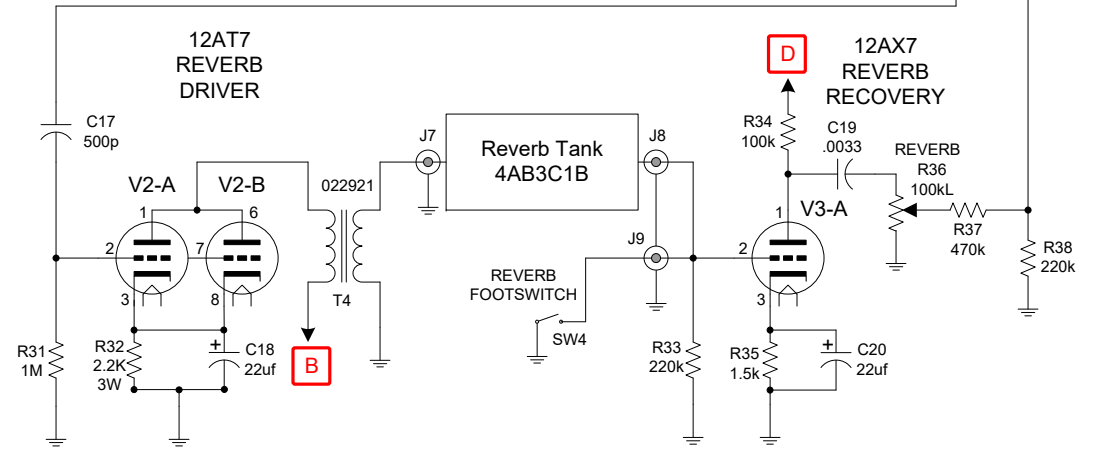 12AT7
REVERB
DRIVER
D
12AX7
REVERB
RECOVERY
C17
500p
J7
Reverb Tank
4AB3C1B
J8
R34
100k
C19
.0033
REVERB
R36
100kL
V2-A
V2-B
022921
V3-A
1
6
1
2
7
J9
2
R37
470k
R38
220k
REVERB
FOOTSWITCH
3
8
T4
3
SW4
R31
1M
R32
2.2K
3W
+
C18
22uf
B
R33
220k
R35
1.5k
+
C20
22uf